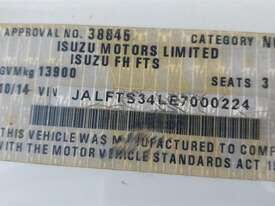 APPROVAL NO. 38846 CATEGORY N
ISUZU MOTORS LIMITED
ISUZU FH FTS
GVMkg 13900 SEATS 3
10/14 VIN JALFTS34LE7000224
THIS VEHICLE WAS MANUFACTURED TO COMP
WITH THE MOTOR VEHICLE STANDARDS ACT 1